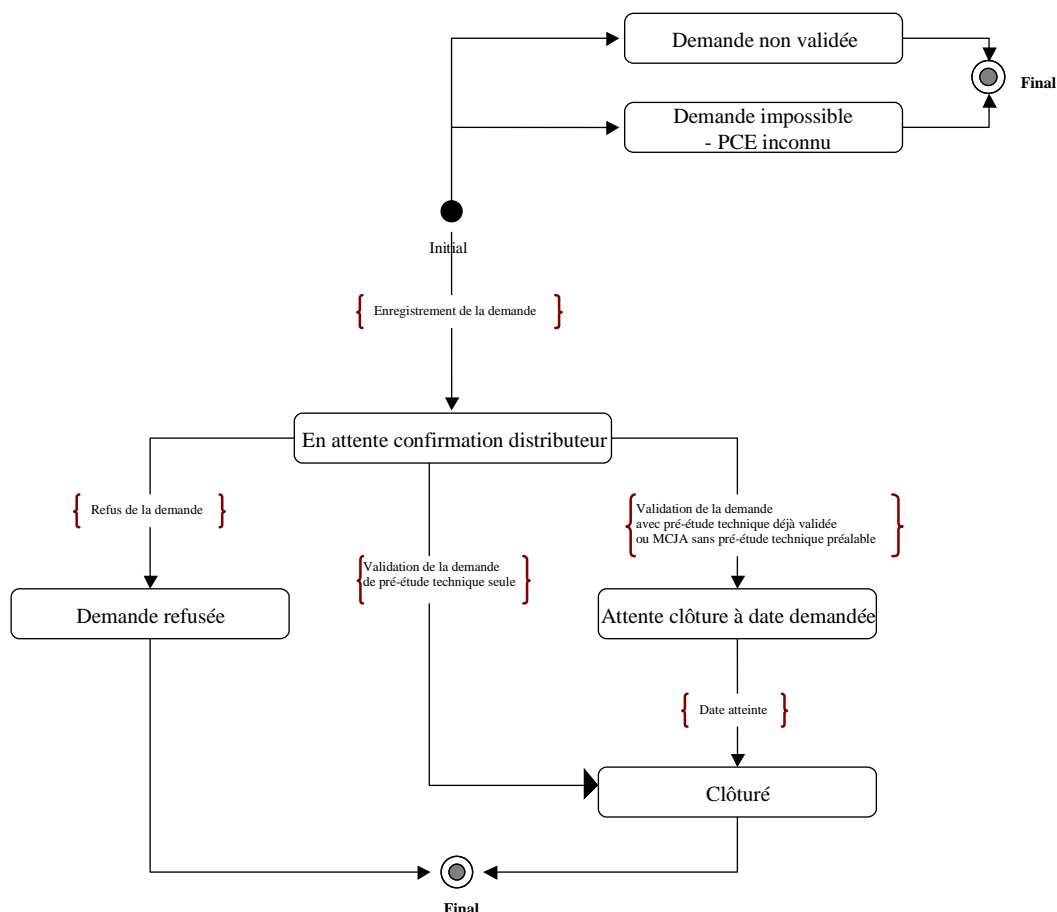 Demande non validée
Final
Demande impossible
- PCE inconnu
Initial
Enregistrement de la demande
En attente confirmation distributeur
Refus de la demande
Validation de la demande
avec pré-étude technique déjà validée
ou MCJA sans pré-étude technique préalable
Validation de la demande
de pré-étude technique seule
Demande refusée
Attente clôture à date demandée
Date atteinte
Clôturé
Final